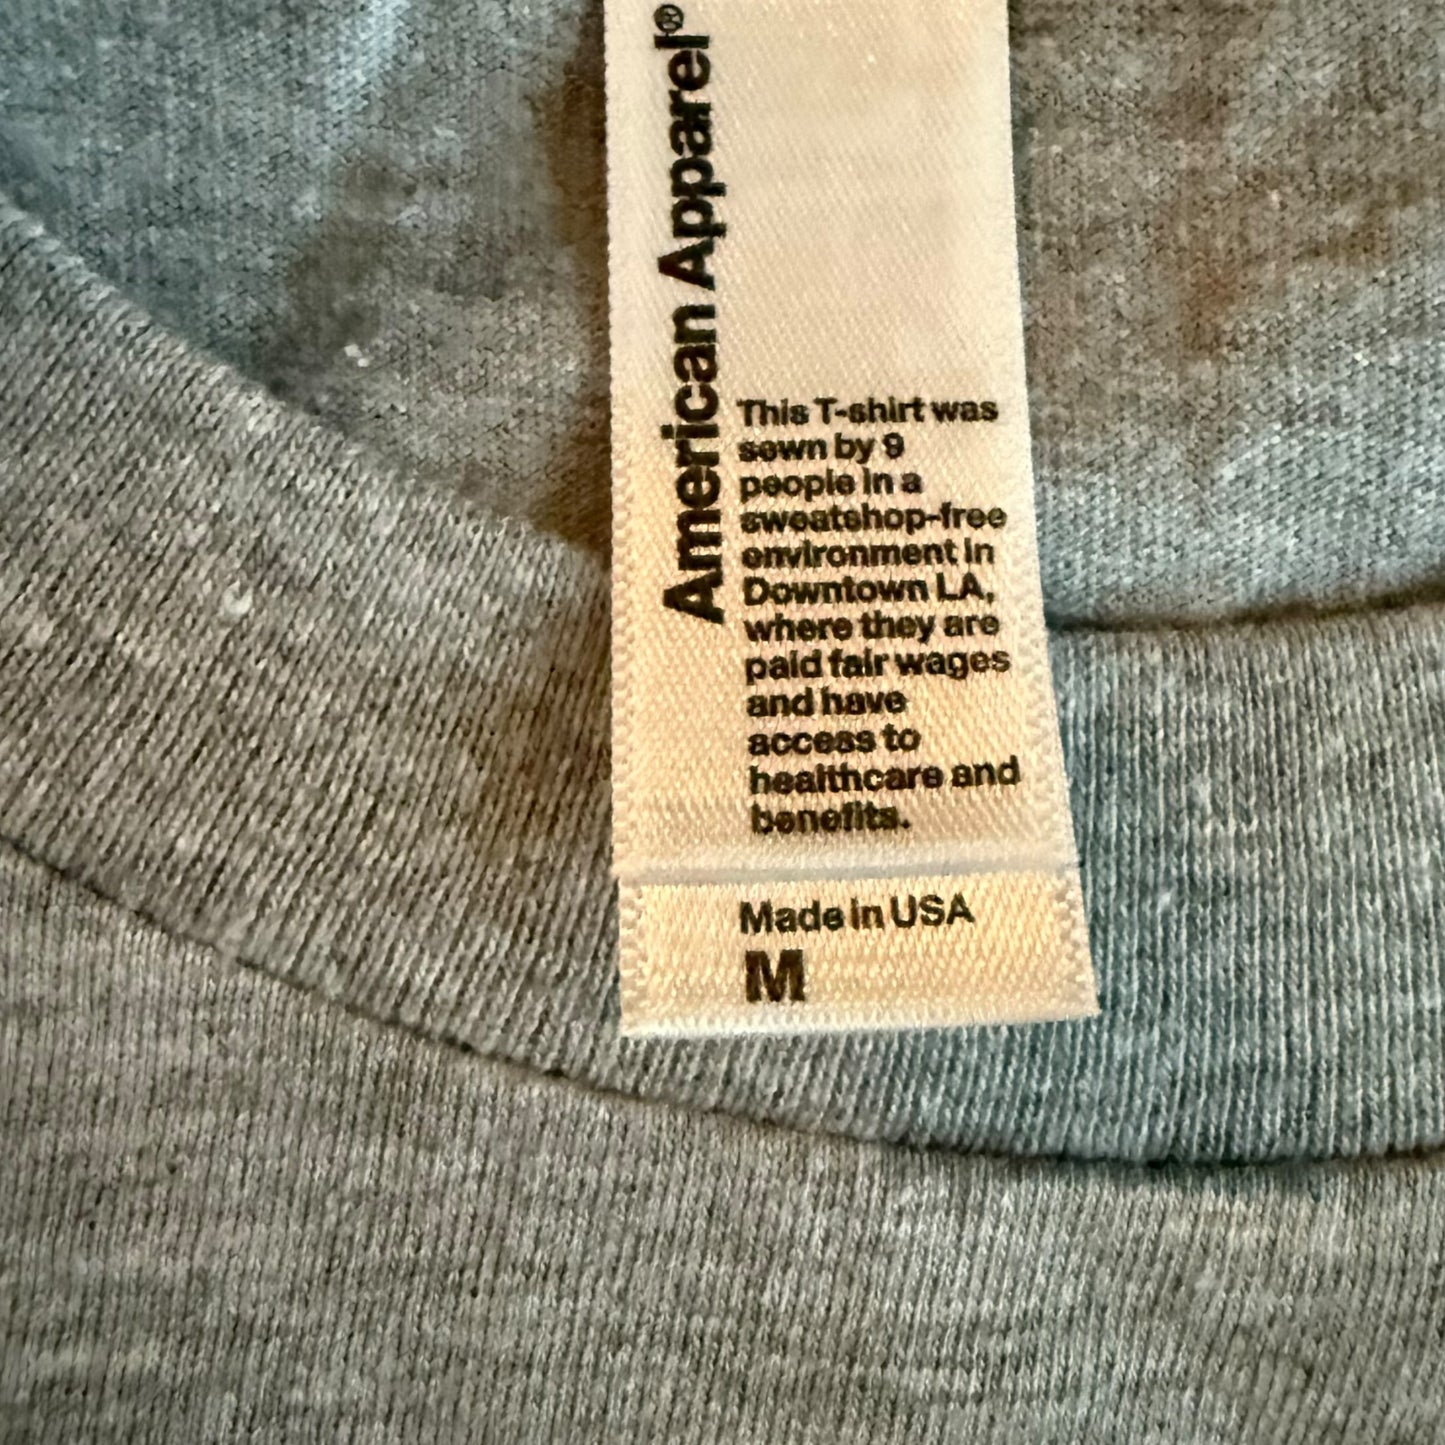 American Apparel®
This T-shirt was
sewn by 9
people in a
sweatshop-free
environment in
Downtown LA,
where they are
paid fair wages
and have
access to
healthcare and
benefits.
Made in USA
M